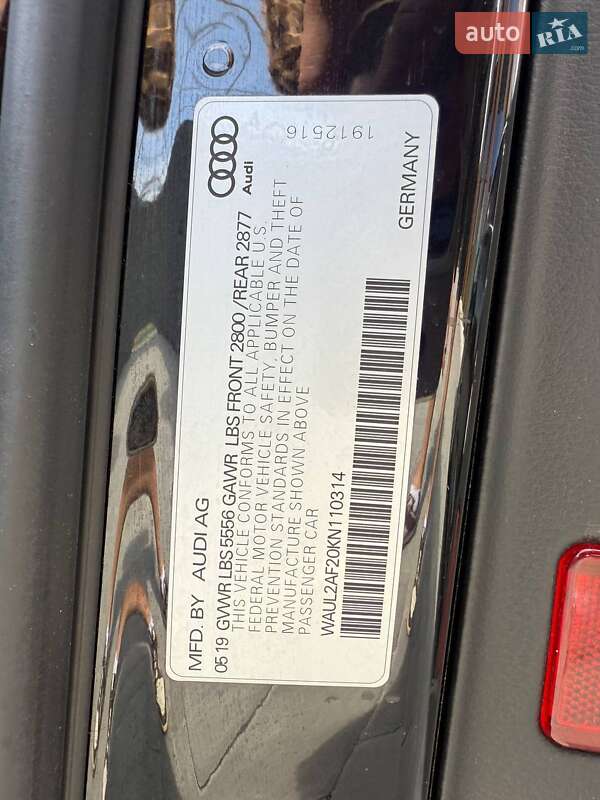 auto RIA
.com
Audi
1912516
MFD. BY AUDI AG
0519 GVWR LBS 5556 GAWR LBS FRONT 2800 /REAR 2877
THIS VEHICLE CONFORMS TO ALL APPLICABLE U.S.
FEDERAL MOTOR VEHICLE SAFETY, BUMPER AND THEFT
PREVENTION STANDARDS IN EFFECT ON THE DATE OF
MANUFACTURE SHOWN ABOVE
PASSENGER CAR
WAUL2AF20KN110314
GERMANY